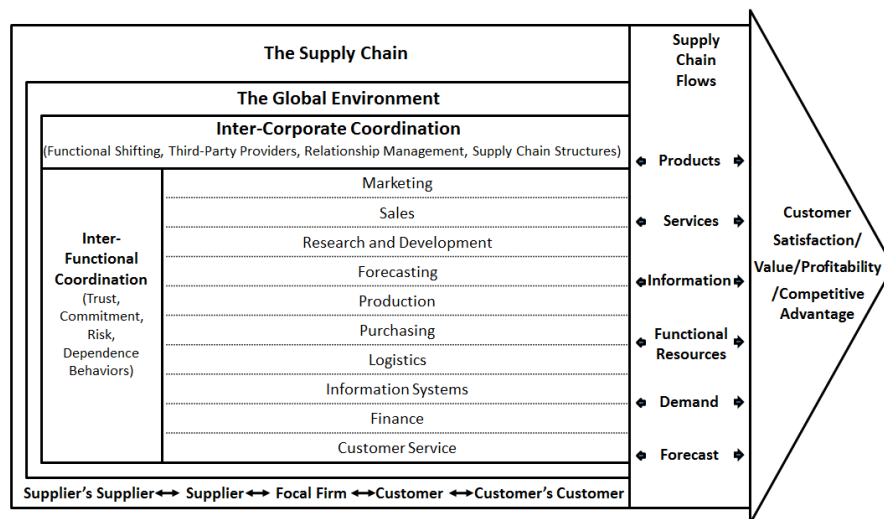 The Supply Chain
The Global Environment
Inter-Corporate Coordination
(Functional Shifting, Third-Party Providers, Relationship Management, Supply Chain Structures)
Inter-
Functional
Coordination
(Trust,
Commitment,
Risk,
Dependence
Behaviors)
Marketing
Sales
Research and Development
Forecasting
Production
Purchasing
Logistics
Information Systems
Finance
Customer Service
Supplier's Supplier Supplier Focal Firm Customer Customer's Customer
Supply
Chain
Flows
Products
Services
Information
Functional
Resources
Demand
Forecast
Customer
Satisfaction/
Value/Profitability
/Competitive
Advantage